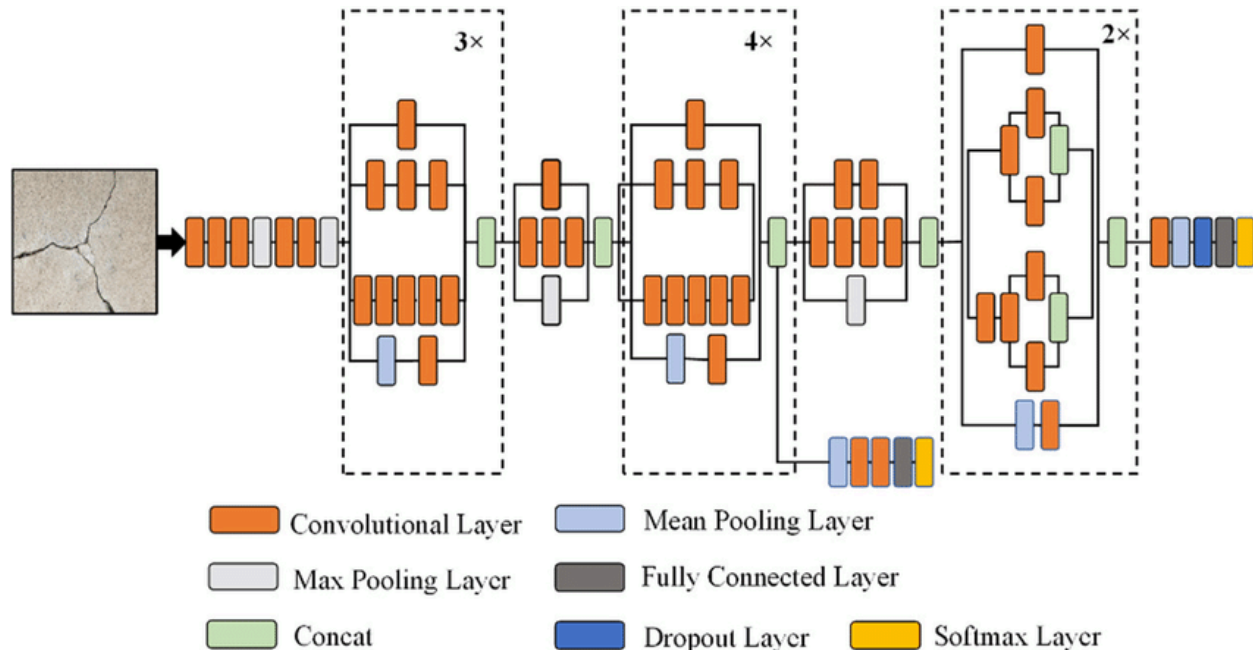 3×
4×
2×
Convolutional Layer
Mean Pooling Layer
Max Pooling Layer
Fully Connected Layer
Concat
Dropout Layer
Softmax Layer